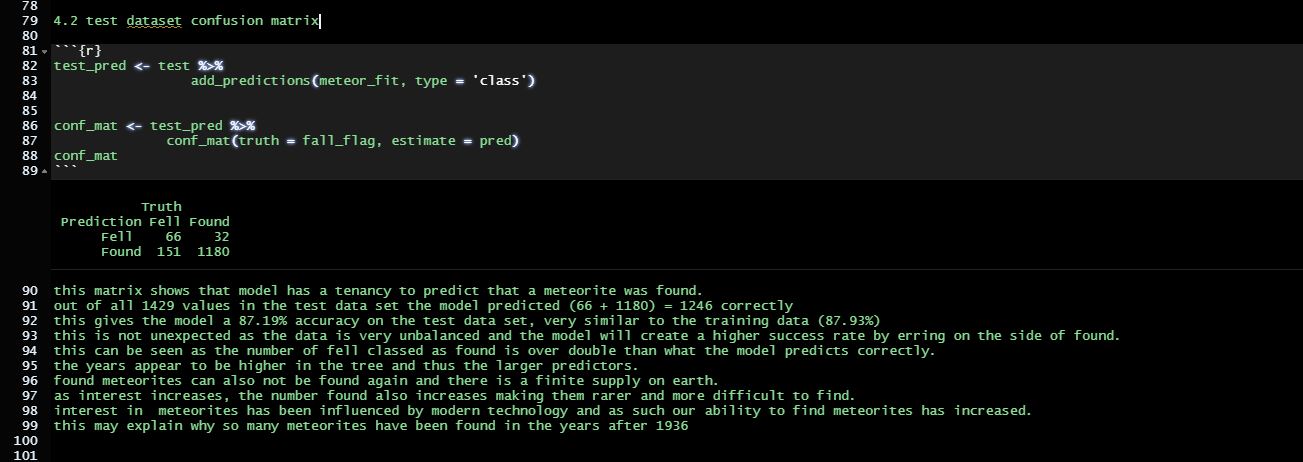 78
79 4.2 test dataset confusion matrix
80
81 ```{r}
82 test_pred <- test %>%
83 add_predictions(meteor_fit, type = 'class')
84
85
86 conf_mat <- test_pred %>%
87 conf_mat(truth = fall_flag, estimate = pred)
88 conf_mat
89 ```
Truth
Prediction Fell Found
Fell 66 32
Found 151 1180
90 this matrix shows that model has a tenancy to predict that a meteorite was found.
91 out of all 1429 values in the test data set the model predicted (66 + 1180) = 1246 correctly
92 this gives the model a 87.19% accuracy on the test data set, very similar to the training data (87.93%)
93 this is not unexpected as the data is very unbalanced and the model will create a higher success rate by erring on the side of found.
94 this can be seen as the number of fell classed as found is over double than what the model predicts correctly.
95 the years appear to be higher in the tree and thus the larger predictors.
96 found meteorites can also not be found again and there is a finite supply on earth.
97 as interest increases, the number found also increases making them rarer and more difficult to find.
98 interest in  meteorites has been influenced by modern technology and as such our ability to find meteorites has increased.
99 this may explain why so many meteorites have been found in the years after 1936
100
101